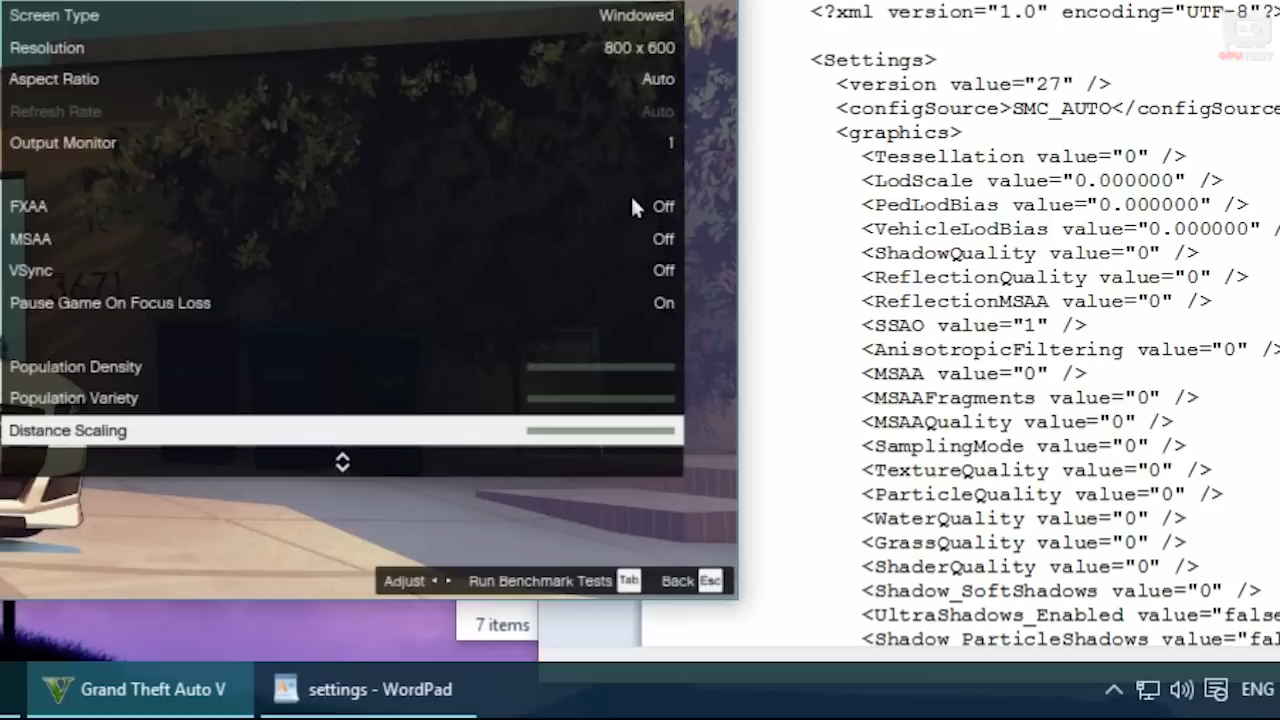 Screen Type Windowed
Resolution 800 x 600
Aspect Ratio Auto
Refresh Rate Auto
Output Monitor 1
FXAA Off
MSAA Off
VSync Off
3671
Pause Game On Focus Loss On
Population Density
Population Variety
Distance Scaling
Adjust Run Benchmark Tests Tab Back Esc
<?xml version="1.0" encoding="UTF-8"?>
<Settings>
<version value="27" />
<configSource>SMC_AUTO</configSource
<graphics>
<Tessellation value="0" />
<LodScale value="0.000000" />
<PedLodBias value="0.000000" />
<VehicleLodBias value="0.000000" /
<ShadowQuality value="0" />
<ReflectionQuality value="0" />
<ReflectionMSAA value="0" />
<SSAO value="1" />
<AnisotropicFiltering value="0" />
<MSAA value="0" />
<MSAAFragments value="0" />
<MSAAQuality value="0" />
<SamplingMode value="0" />
<TextureQuality value="0" />
<ParticleQuality value="0" />
<WaterQuality value="0" />
<GrassQuality value="0" />
<ShaderQuality value="0" />
<Shadow_SoftShadows value="0" />
<UltraShadows_Enabled value="false
<Shadow_ParticleShadows value="fal
GPU TEST
7 items
Grand Theft Auto V
settings - WordPad
ENG